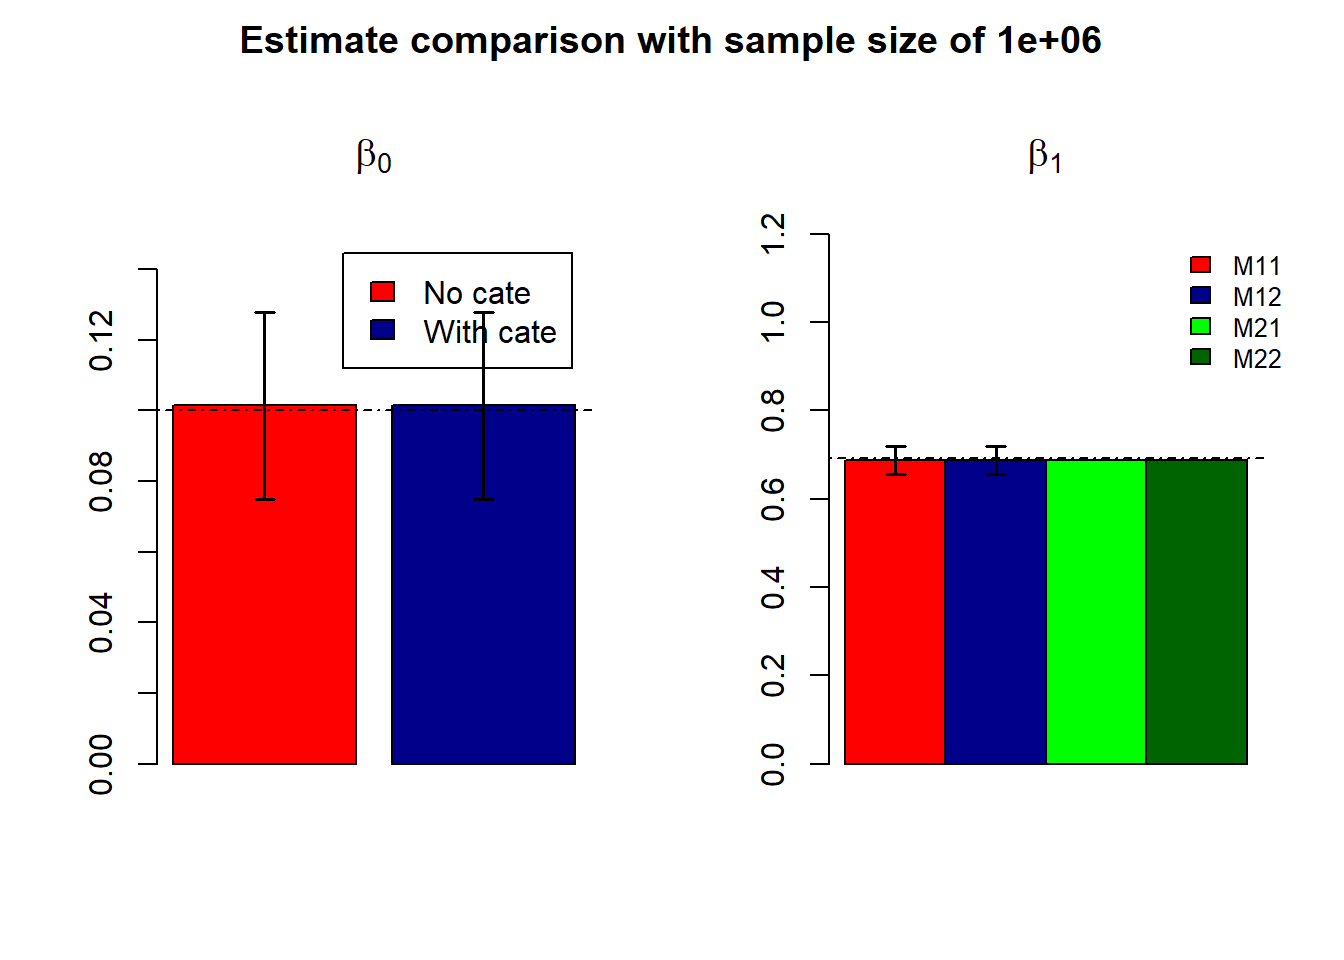 Estimate comparison with sample size of 1e+06
β0
0.12
0.08
0.04
0.00
No cate
With cate
β1
1.2
1.0
0.8
0.6
0.4
0.2
0.0
M11
M12
M21
M22